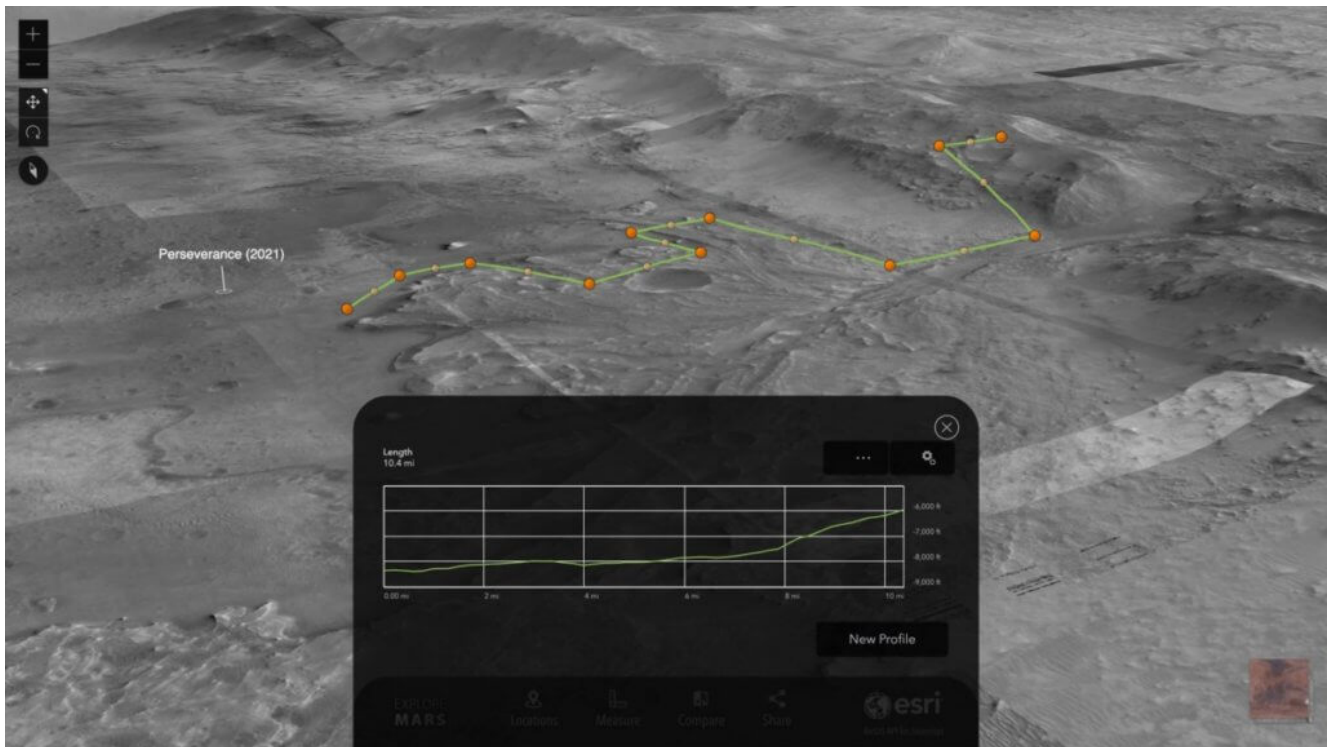 Perseverance (2021)
Length
10.4 mi
-6,000 ft
-7,000 ft
-8,000 ft
-9,000 ft
0.00 mi 2 mi 4 mi 6 mi 8 mi 10 mi
New Profile
EXPLORE
MARS
Locations Measure Compare Share
esri